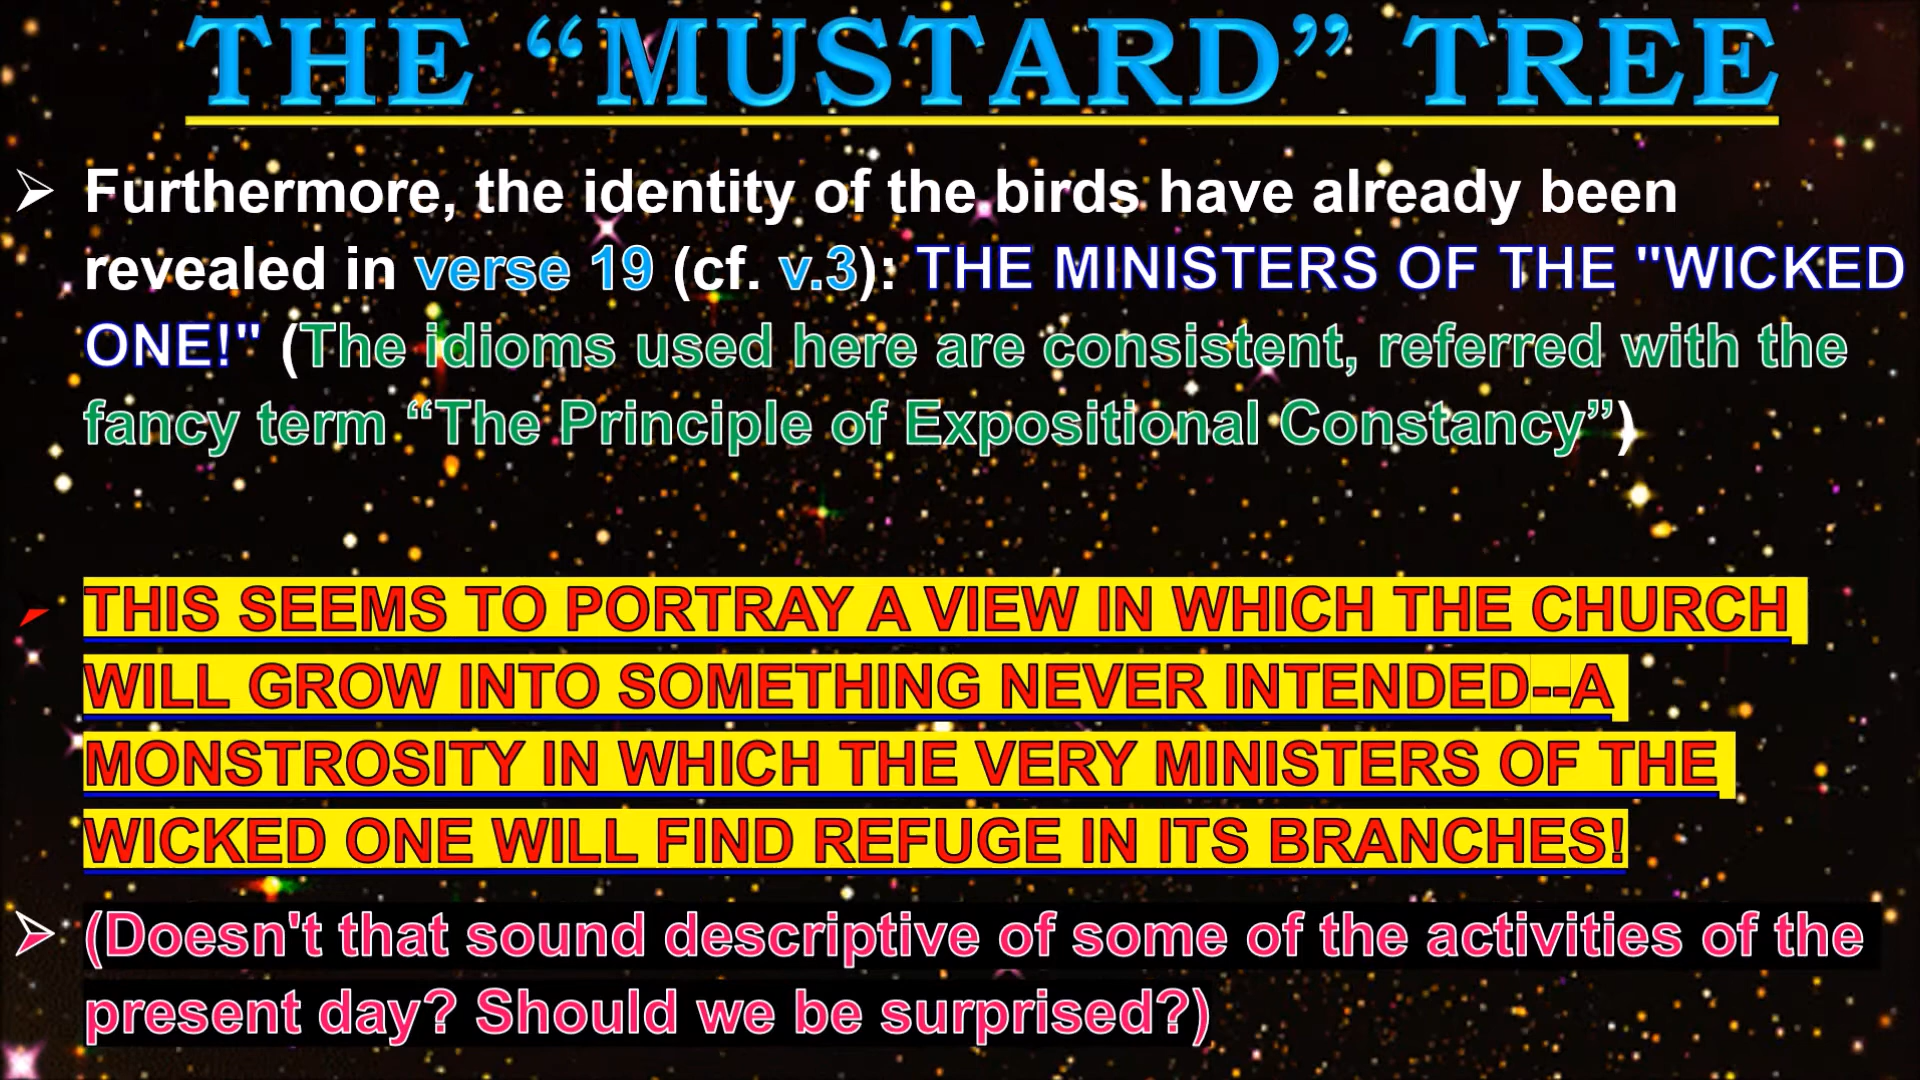 THE “MUSTARD” TREE
Furthermore, the identity of the birds have already been
revealed in verse 19 (cf. v.3): THE MINISTERS OF THE "WICKED
ONE!" (The idioms used here are consistent, referred with the
fancy term “The Principle of Expositional Constancy”)
THIS SEEMS TO PORTRAY A VIEW IN WHICH THE CHURCH
WILL GROW INTO SOMETHING NEVER INTENDED--A
MONSTROSITY IN WHICH THE VERY MINISTERS OF THE
WICKED ONE WILL FIND REFUGE IN ITS BRANCHES!
(Doesn't that sound descriptive of some of the activities of the
present day? Should we be surprised?)